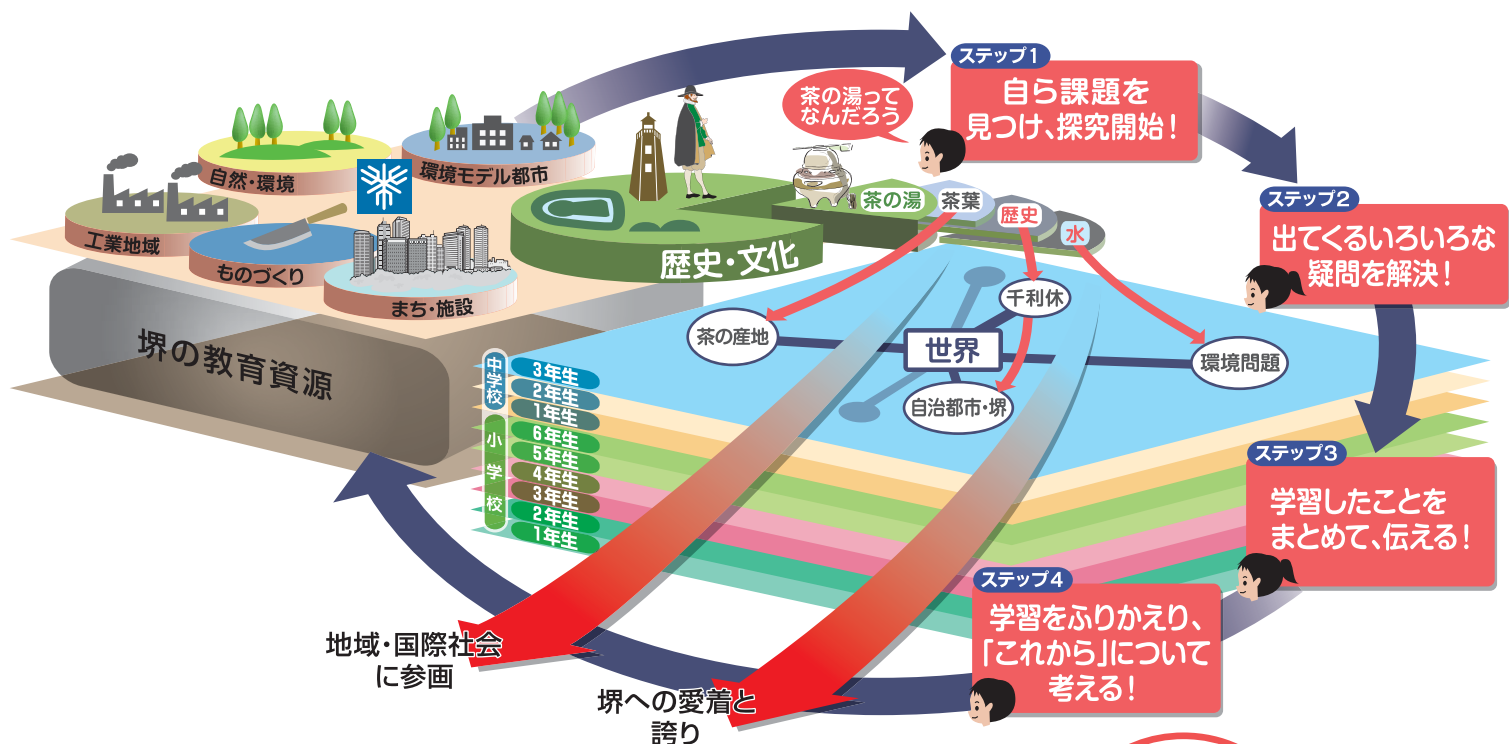 ステップ1
自ら課題を
見つけ、探究開始！
茶の湯って
なんだろう
ステップ2
出てくるいろいろな
疑問を解決！
自然・環境
環境モデル都市
工業地域
ものづくり
まち・施設
歴史・文化
茶の湯
茶葉
歴史
水
堺の教育資源
茶の産地
千利休
世界
環境問題
自治都市・堺
中学校
3年生
2年生
1年生
小学校
6年生
5年生
4年生
3年生
2年生
1年生
ステップ3
学習したことを
まとめて、伝える！
ステップ4
学習をふりかえり、
「これから」について
考える！
地域・国際社会
に参画
堺への愛着と
誇り